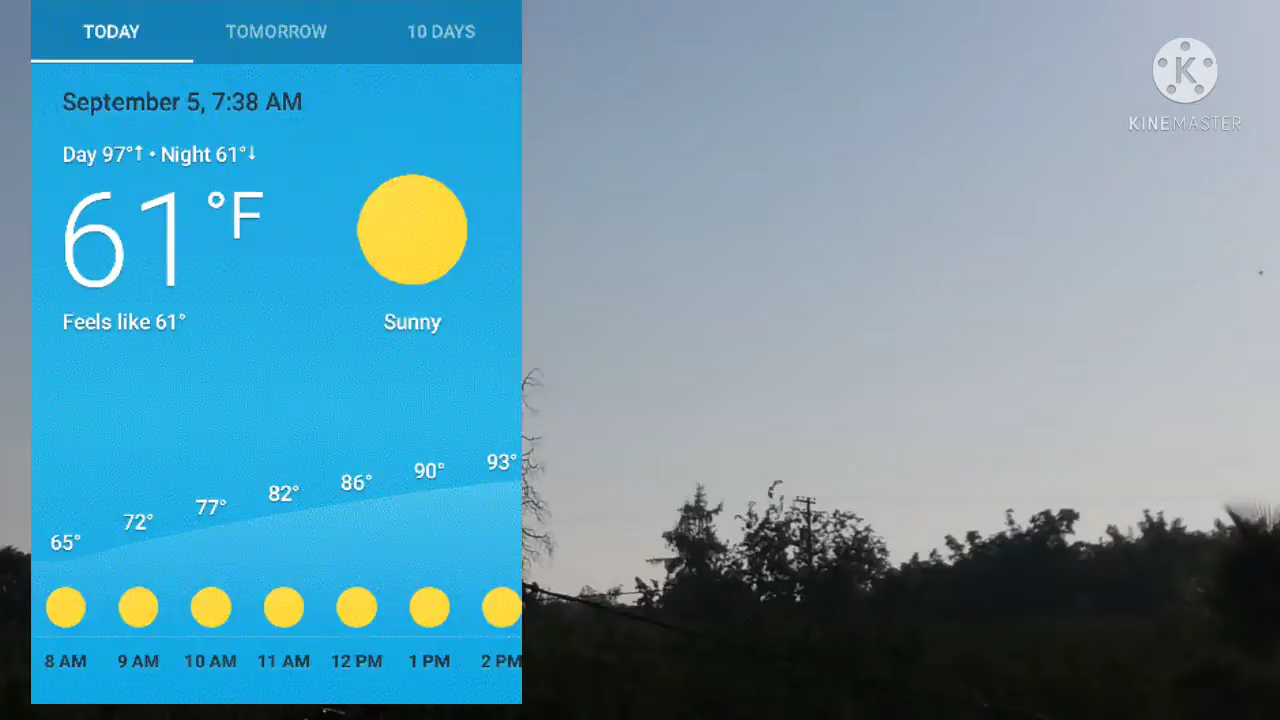 TODAY TOMORROW 10 DAYS
September 5, 7:38 AM
Day 97°↑ • Night 61°↓
61 °F
Feels like 61° Sunny
65° 72° 77° 82° 86° 90° 93°
8 AM 9 AM 10 AM 11 AM 12 PM 1 PM 2 PM
K
KINEMASTER